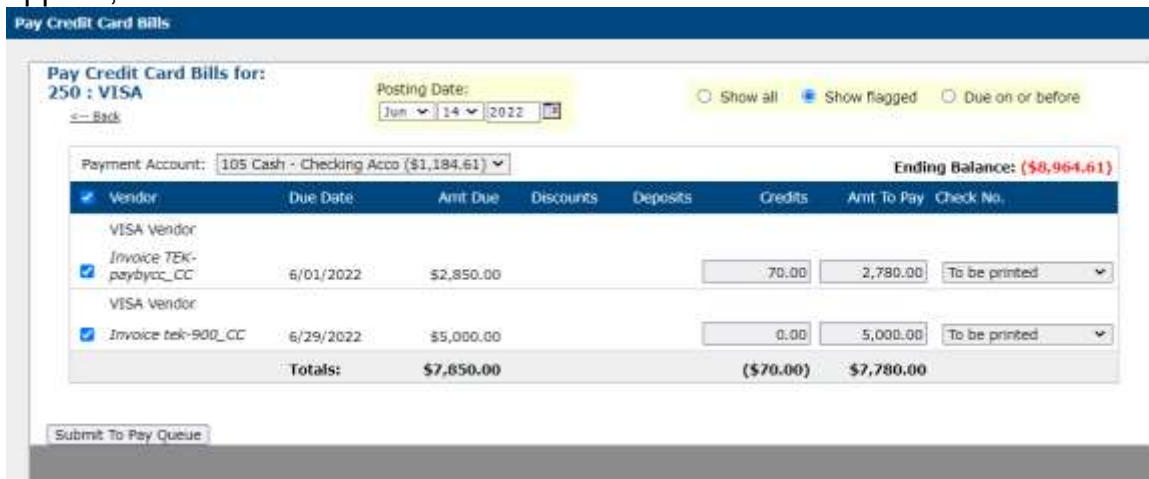 Pay Credit Card Bills
Pay Credit Card Bills for:
250 : VISA
<-- Back
Posting Date:
Jun 14 2022
Show all Show flagged Due on or before
Payment Account: 105 Cash - Checking Acco ($1,184.61)
Ending Balance: ($8,964.61)
Vendor Due Date Amt Due Discounts Deposits Credits Amt To Pay Check No.
VISA Vendor
Invoice TEK-
paybycc_CC 6/01/2022 $2,850.00 70.00 2,780.00 To be printed
VISA Vendor
Invoice tek-900_CC 6/29/2022 $5,000.00 0.00 5,000.00 To be printed
Totals: $7,850.00 ($70.00) $7,780.00
Submit To Pay Queue